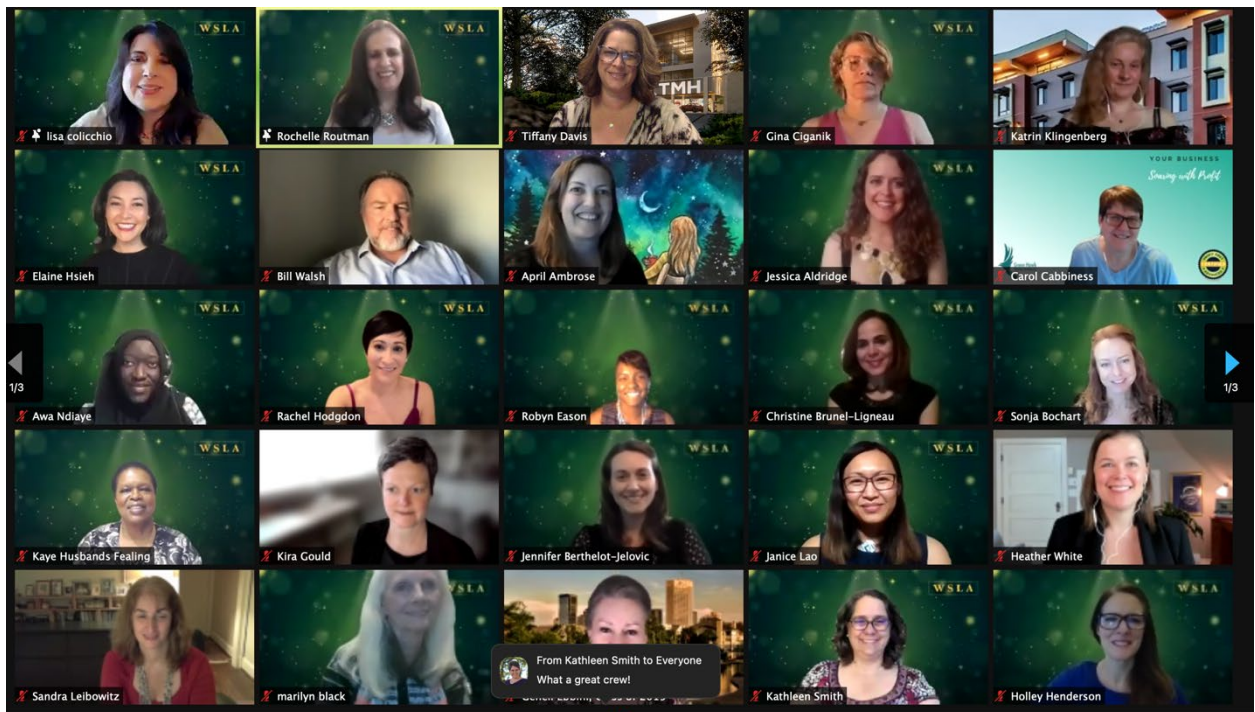 WSLA
WSLA
lisa colicchio
Rochelle Routman
TMH
Tiffany Davis
WSLA
Gina Ciganik
Katrin Klingenberg
WSLA
Elaine Hsieh
Bill Walsh
April Ambrose
WSLA
Jessica Aldridge
YOUR BUSINESS
Soaring with Profit
Carol Cabbiness
WSLA
Awa Ndiaye
WSLA
Rachel Hodgdon
WSLA
Robyn Eason
WSLA
Christine Brunel-Ligneau
WSLA
Sonja Bochart
1/3
1/3
WSLA
Kaye Husbands Fealing
Kira Gould
WSLA
Jennifer Berthelot-Jelovic
WSLA
Janice Lao
Heather White
Sandra Leibowitz
WSLA
marilyn black
From Kathleen Smith to Everyone
What a great crew!
WSLA
Kathleen Smith
WSLA
Holley Henderson